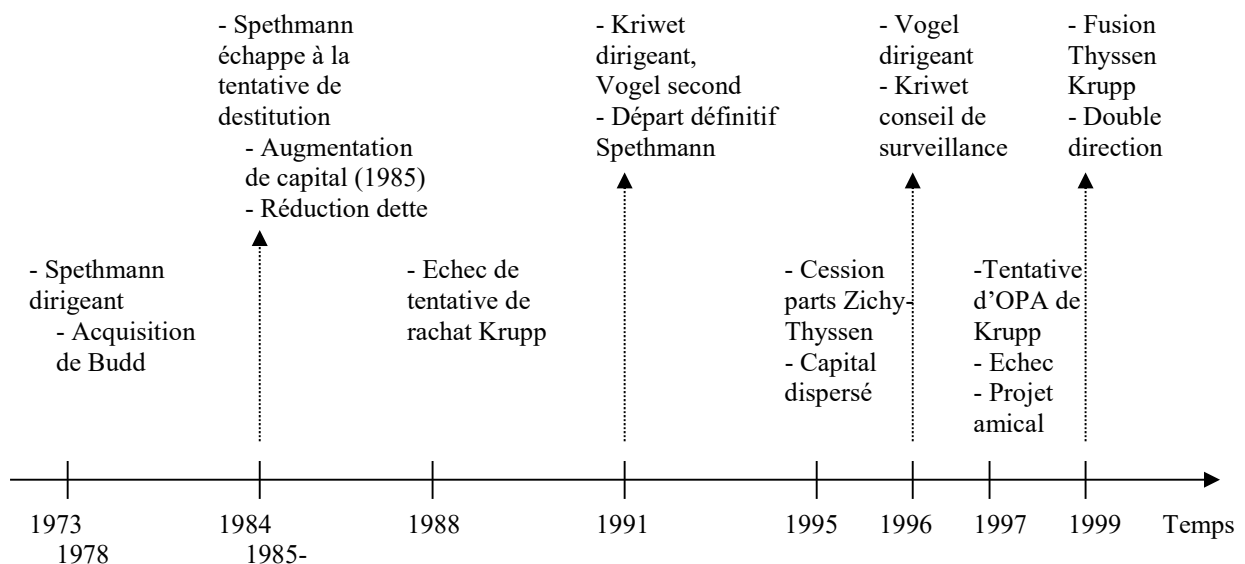 - Spethmann
échappe à la
tentative de
destitution
- Augmentation
de capital (1985)
- Réduction dette
- Kriwet
dirigeant,
Vogel second
- Départ définitif
Spethmann
- Vogel
dirigeant
- Kriwet
conseil de
surveillance
- Fusion
Thyssen
Krupp
- Double
direction
- Spethmann
dirigeant
- Acquisition
de Budd
- Echec de
tentative de
rachat Krupp
- Cession
parts Zichy-
Thyssen
- Capital
dispersé
-Tentative
d’OPA de
Krupp
- Echec
- Projet
amical
1973
1978
1984
1985-
1988
1991
1995
1996
1997
1999
Temps